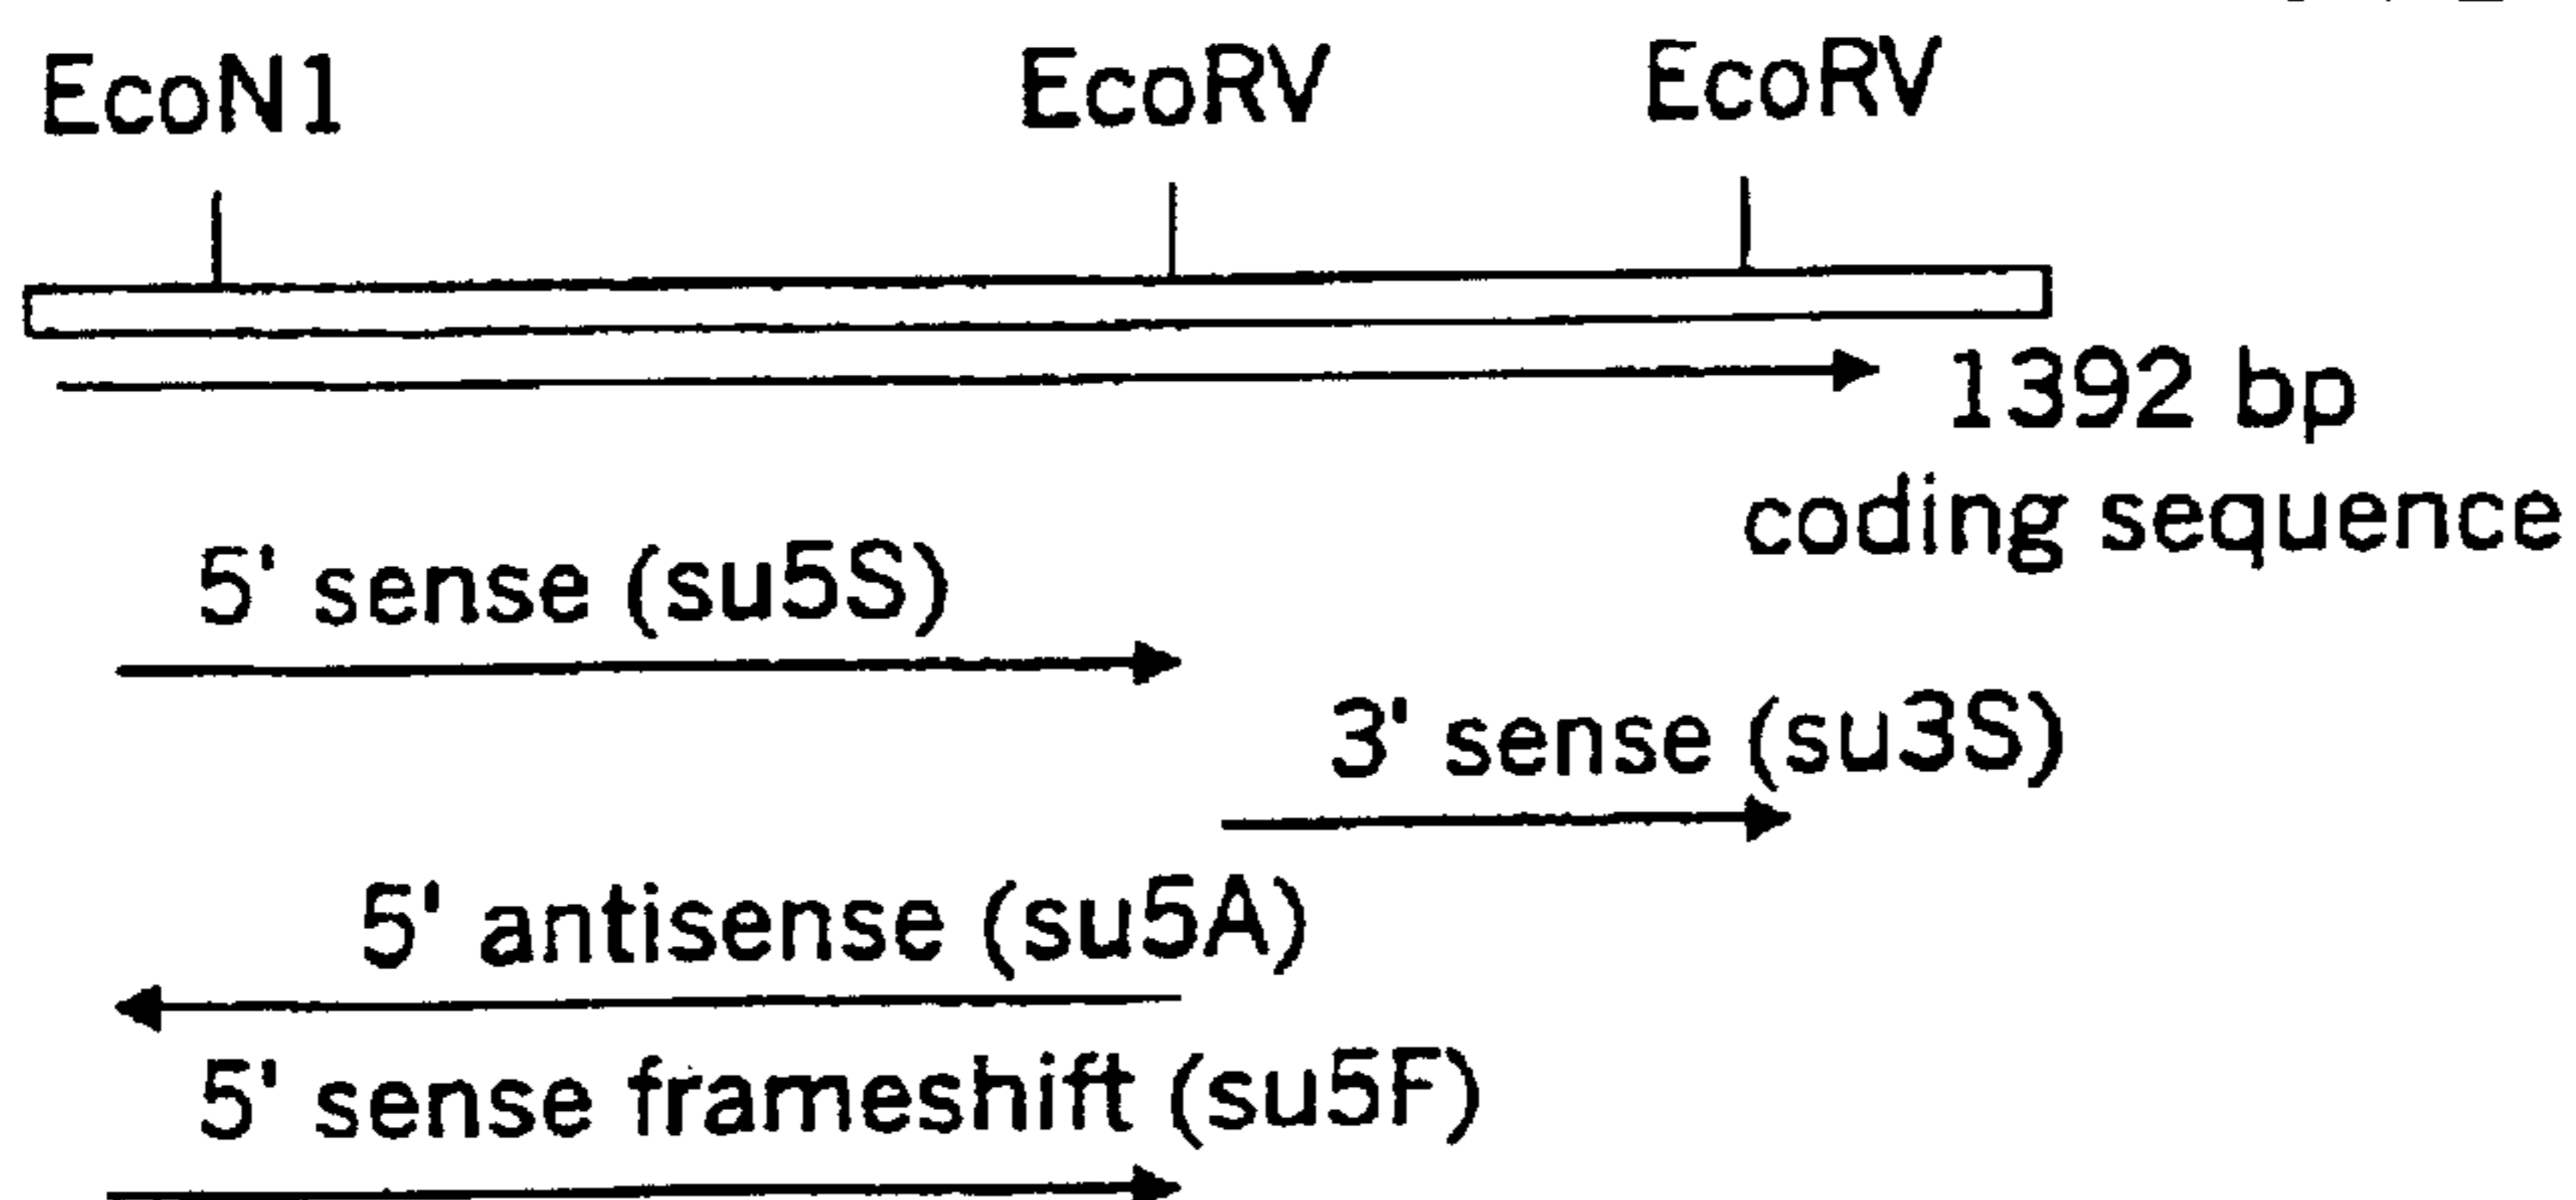 EcoN1 EcoRV EcoRV
1392 bp
coding sequence
5' sense (su5S)
3' sense (su3S)
5' antisense (su5A)
5' sense frameshift (su5F)